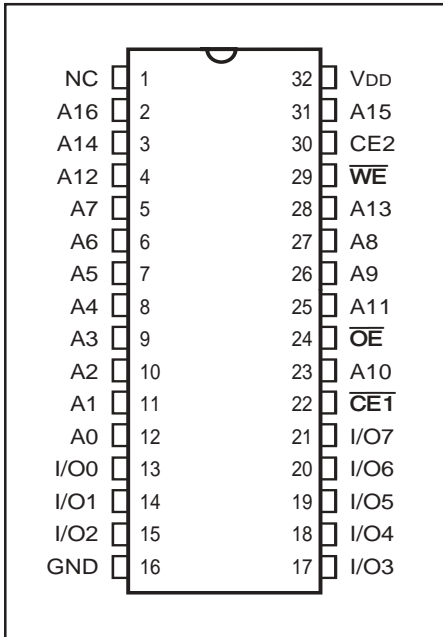 NC 1 32 VDD
A16 2 31 A15
A14 3 30 CE2
A12 4 29 W̅E̅
A7 5 28 A13
A6 6 27 A8
A5 7 26 A9
A4 8 25 A11
A3 9 24 O̅E̅
A2 10 23 A10
A1 11 22 C̅E̅1̅
A0 12 21 I/O7
I/O0 13 20 I/O6
I/O1 14 19 I/O5
I/O2 15 18 I/O4
GND 16 17 I/O3